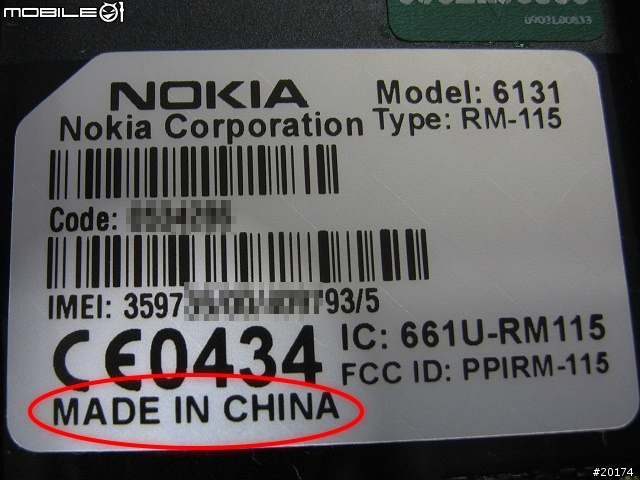 MOBILE01
0903L00833
NOKIA
Model: 6131
Nokia Corporation
Type: RM-115
Code:
IMEI: 3597 93/5
CE0434
IC: 661U-RM115
FCC ID: PPIRM-115
MADE IN CHINA
#20174